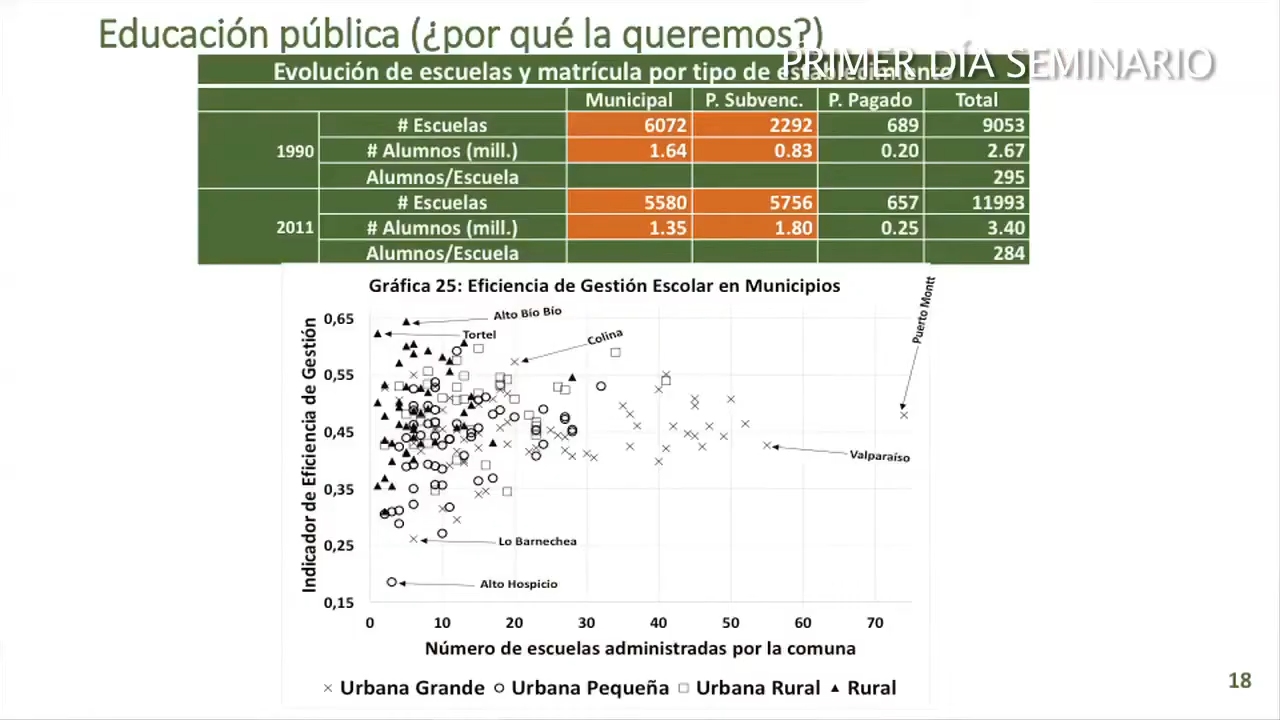 Educación pública (¿por qué la queremos?)
PRIMER DÍA SEMINARIO
Evolución de escuelas y matrícula por tipo de establecimiento
Municipal P. Subvenc. P. Pagado Total
1990
# Escuelas 6072 2292 689 9053
# Alumnos (mill.) 1.64 0.83 0.20 2.67
Alumnos/Escuela 295
2011
# Escuelas 5580 5756 657 11993
# Alumnos (mill.) 1.35 1.80 0.25 3.40
Alumnos/Escuela 284
Gráfica 25: Eficiencia de Gestión Escolar en Municipios
Indicador de Eficiencia de Gestión
0,65
0,55
0,45
0,35
0,25
0,15
Alto Bío Bío
Tortel
Colina
Puerto Montt
Valparaíso
Lo Barnechea
Alto Hospicio
0 10 20 30 40 50 60 70
Número de escuelas administradas por la comuna
Urbana Grande Urbana Pequeña Urbana Rural Rural
18